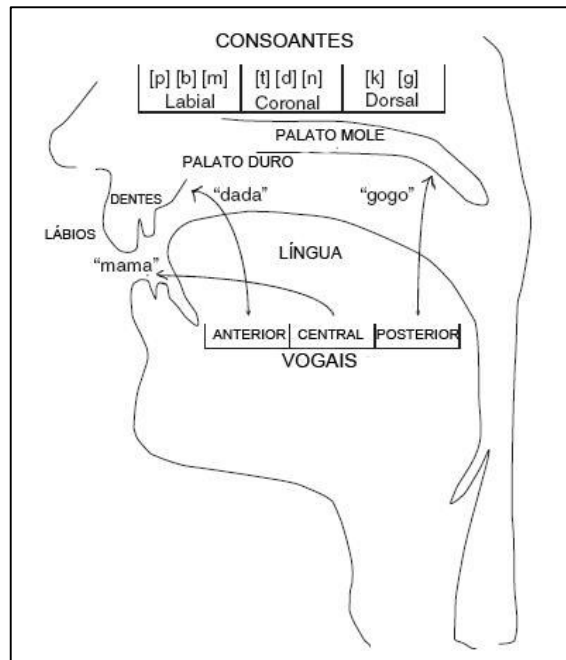 CONSOANTES
[p] [b] [m] [t] [d] [n] [k] [g]
Labial Coronal Dorsal
PALATO MOLE
PALATO DURO
DENTES "dada" "gogo"
LÁBIOS
LÍNGUA
"mama"
ANTERIOR CENTRAL POSTERIOR
VOGAIS